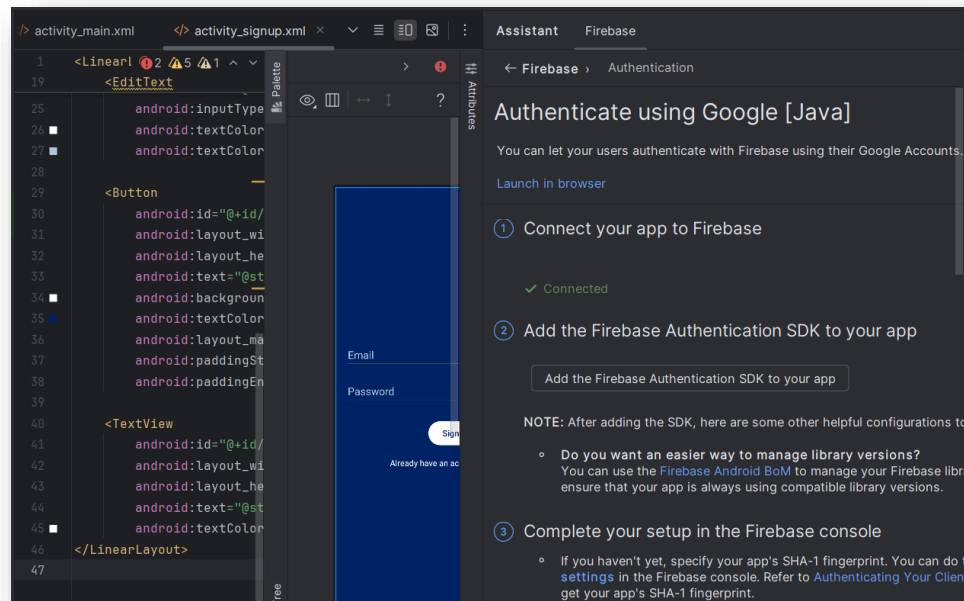 activity_main.xml
activity_signup.xml
1 <Linearl 2 5 1
19 <EditText
25 android:inputType
26 android:textColor
27 android:textColor
28
29 <Button
30 android:id="@+id/
31 android:layout_wi
32 android:layout_he
33 android:text="@st
34 android:backgroun
35 android:textColor
36 android:layout_ma
37 android:paddingSt
38 android:paddingEn
39
40 <TextView
41 android:id="@+id/
42 android:layout_wi
43 android:layout_he
44 android:text="@st
45 android:textColor
46 </LinearLayout>
47
Palette
ree
?
Email
Password
Sign
Already have an ac
Attributes
Assistant Firebase
← Firebase › Authentication
Authenticate using Google [Java]
You can let your users authenticate with Firebase using their Google Accounts.
Launch in browser
1 Connect your app to Firebase
✓ Connected
2 Add the Firebase Authentication SDK to your app
Add the Firebase Authentication SDK to your app
NOTE: After adding the SDK, here are some other helpful configurations to
Do you want an easier way to manage library versions?
You can use the Firebase Android BoM to manage your Firebase libr
ensure that your app is always using compatible library versions.
3 Complete your setup in the Firebase console
If you haven't yet, specify your app's SHA-1 fingerprint. You can do
settings in the Firebase console. Refer to Authenticating Your Clien
get your app's SHA-1 fingerprint.